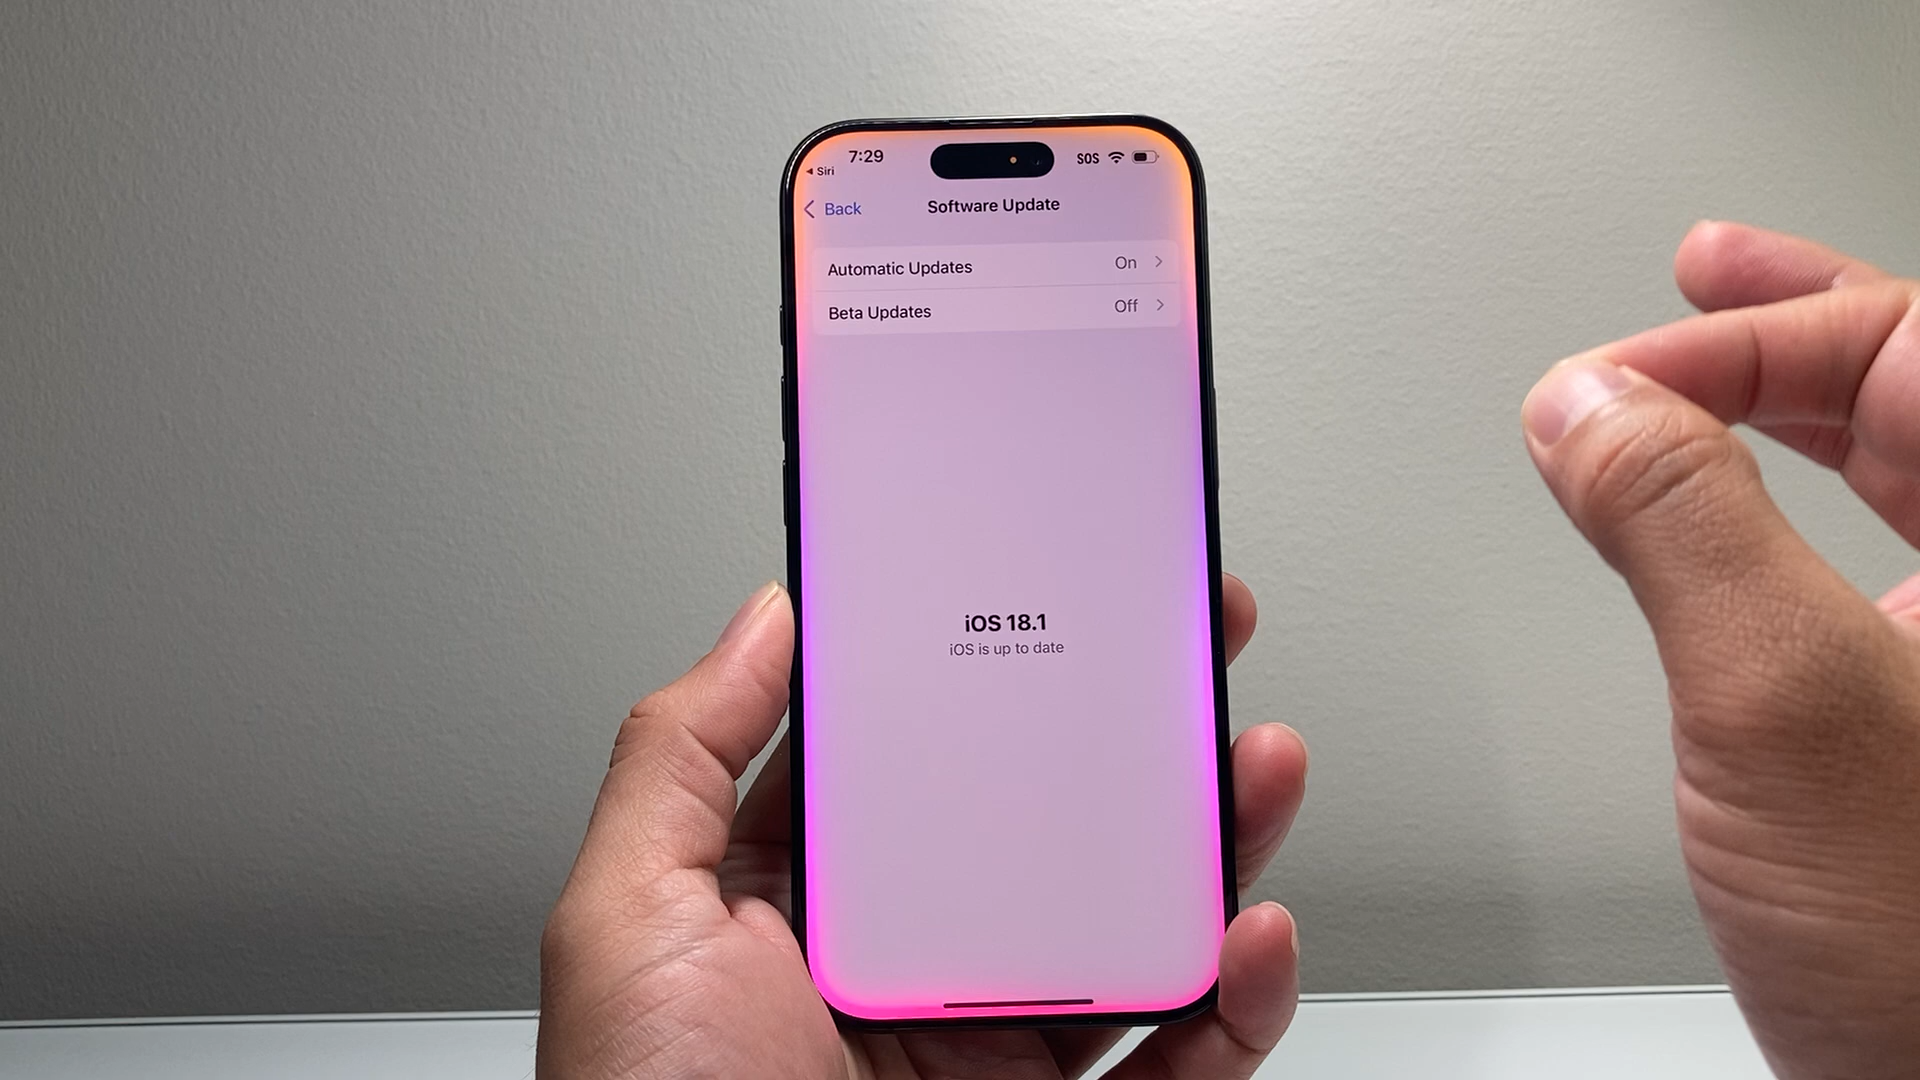 7:29
SOS
◀ Siri
Back
Software Update
Automatic Updates On
Beta Updates Off
iOS 18.1
iOS is up to date